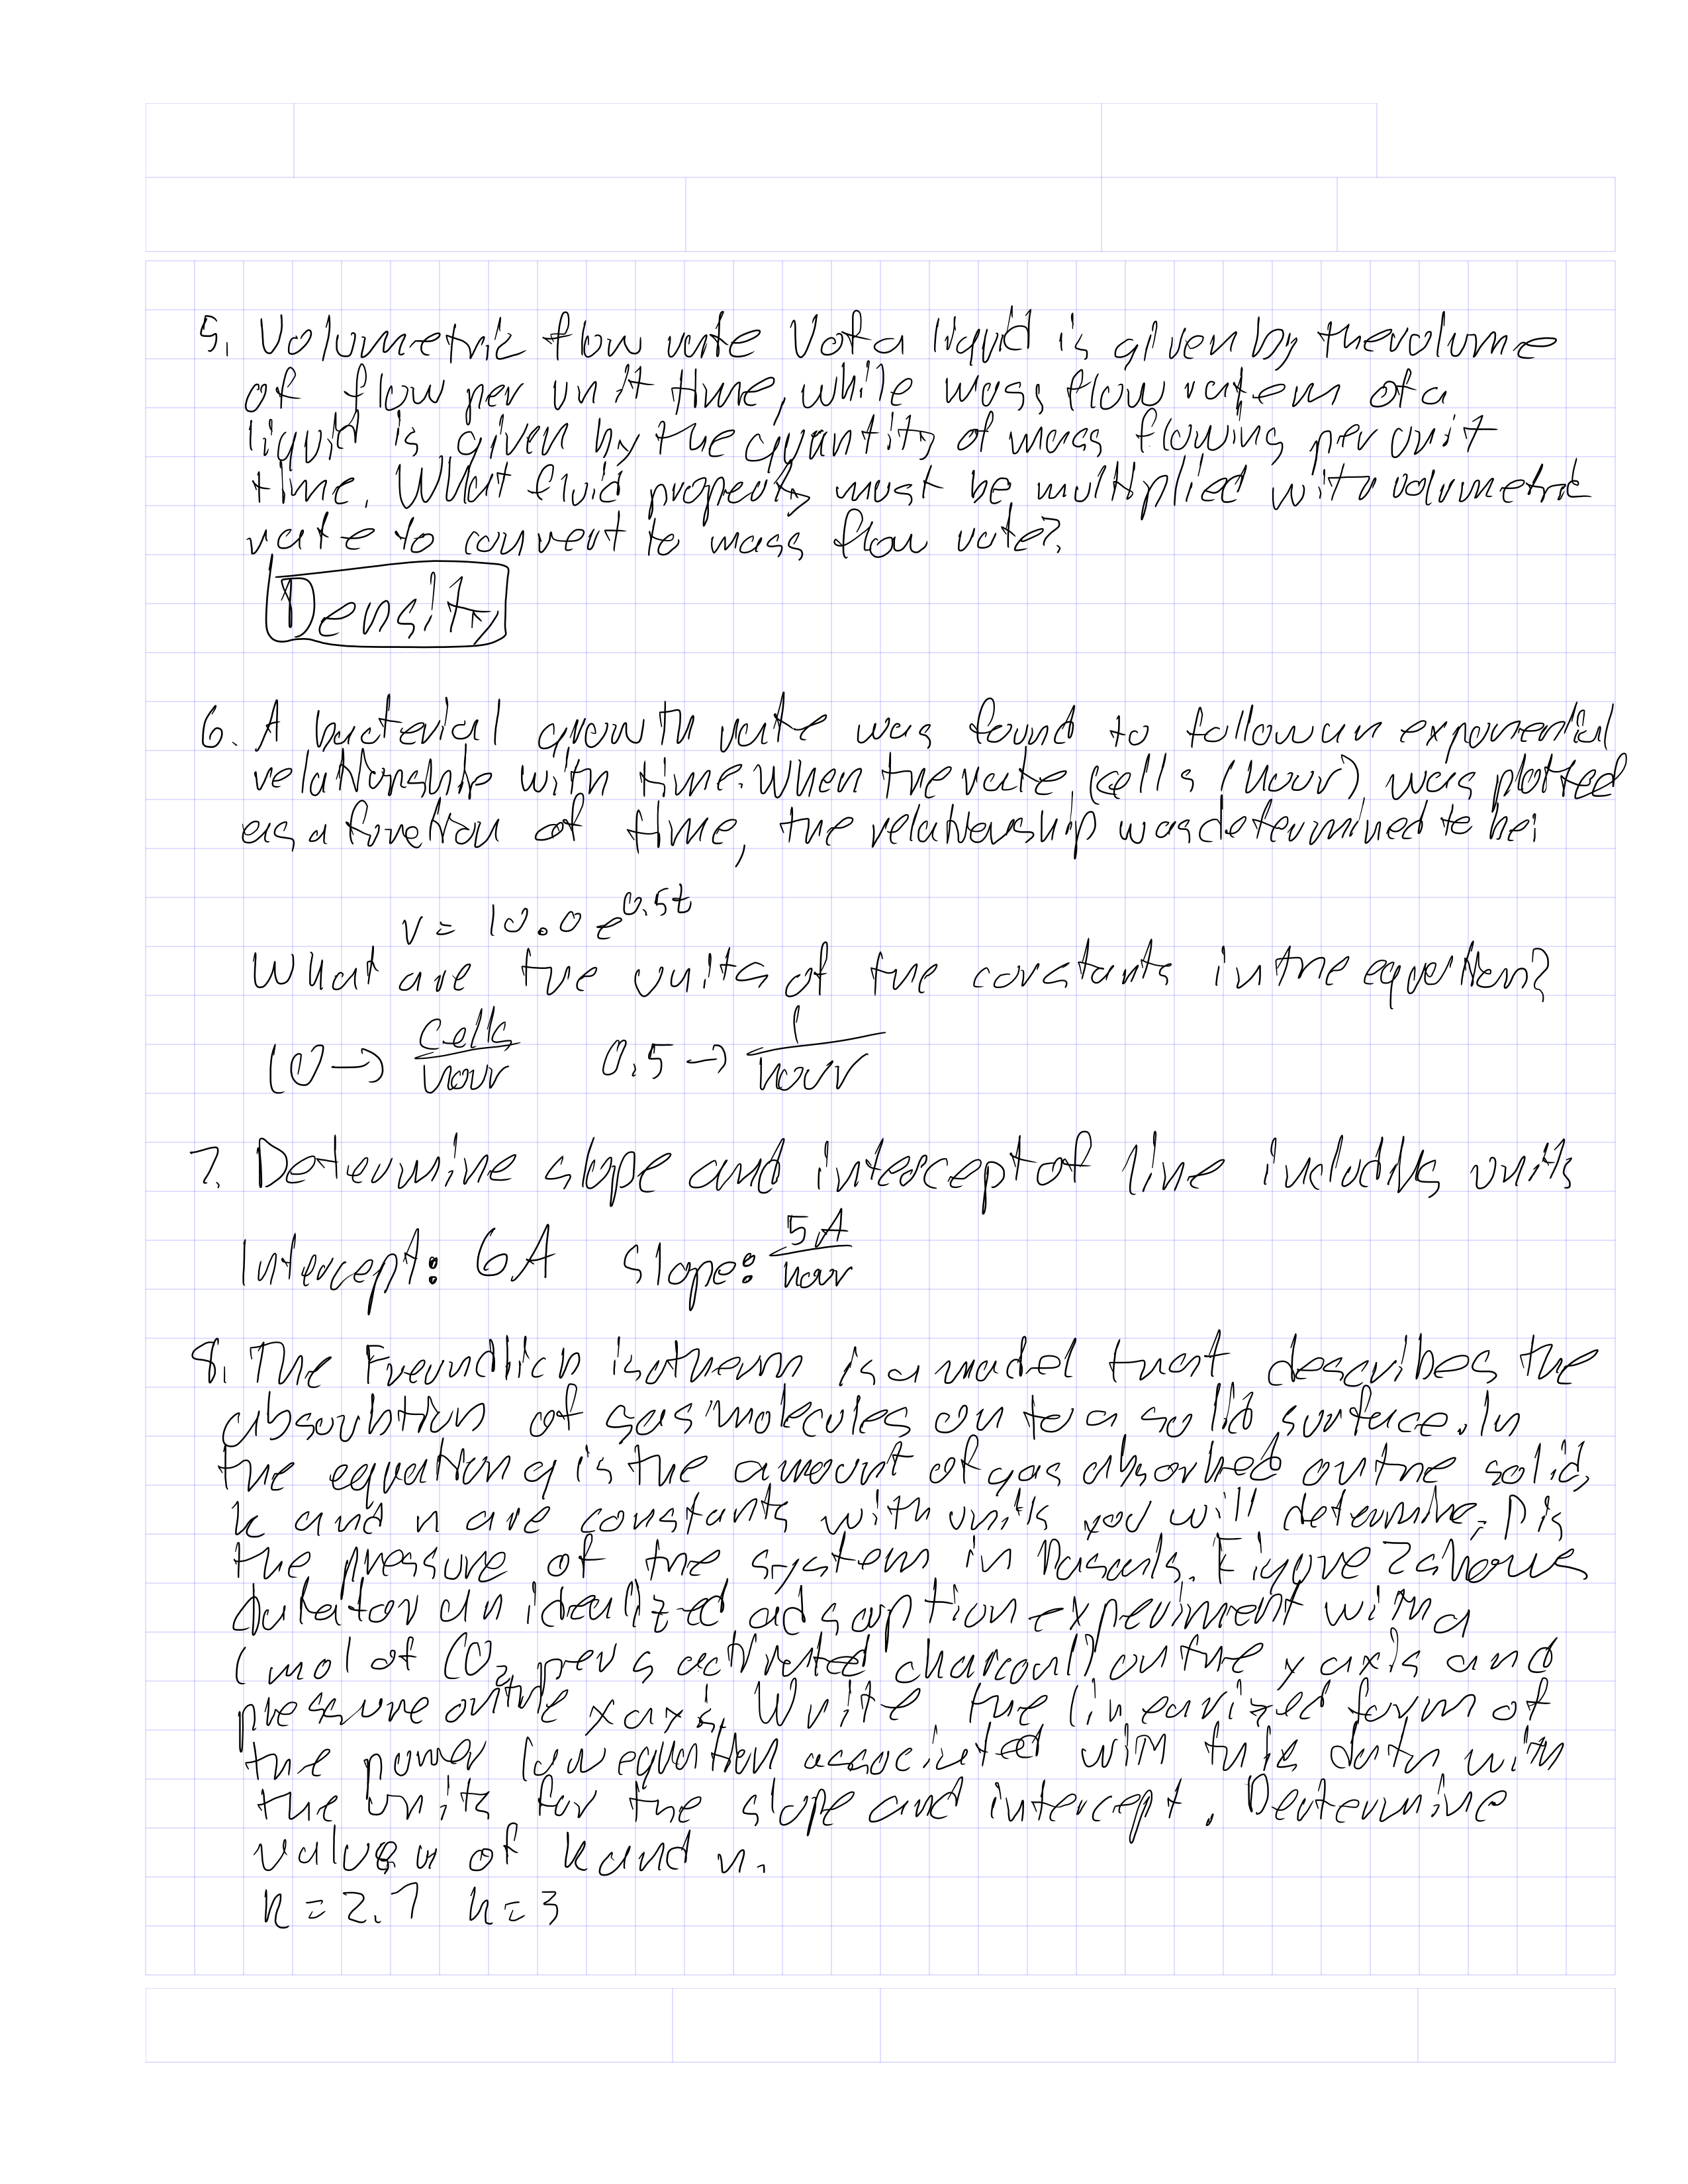 5. Volumetric flow rate V of a liquid is given by the volume
of flow per unit time, while mass flow rate m of a
liquid is given by the quantity of mass flowing per unit
time. What fluid property must be multiplied with volumetric
rate to convert to mass flow rate?
Density
6. A bacterial growth rate was found to follow an exponential
relationship with time. When the rate (cells / hour) was plotted
as a function of time, the relationship was determined to be:
r = 10.0 e^0.5t
What are the units of the constants in the equation?
10 → cells/hour 0.5 → 1/hour
7. Determine slope and intercept of line including units
Intercept: 6A Slope: 5A/hour
8. The Freundlich isotherm is a model that describes the
absorbtion of gas molecules on to a solid surface. In
the equation q is the amount of gas absorbed on the solid,
k and n are constants with units you will determine, P is
the pressure of the system in Pascals. Figure 2 shows
data for an idealized adsorption experiment with a
(mol of CO2 per g activated charcoal) on the y axis and
pressure on the x axis. Write the linearized form of
the power law equation associated with this data with
the units for the slope and intercept. Determine
values of k and n.
k = 2.7 n = 3